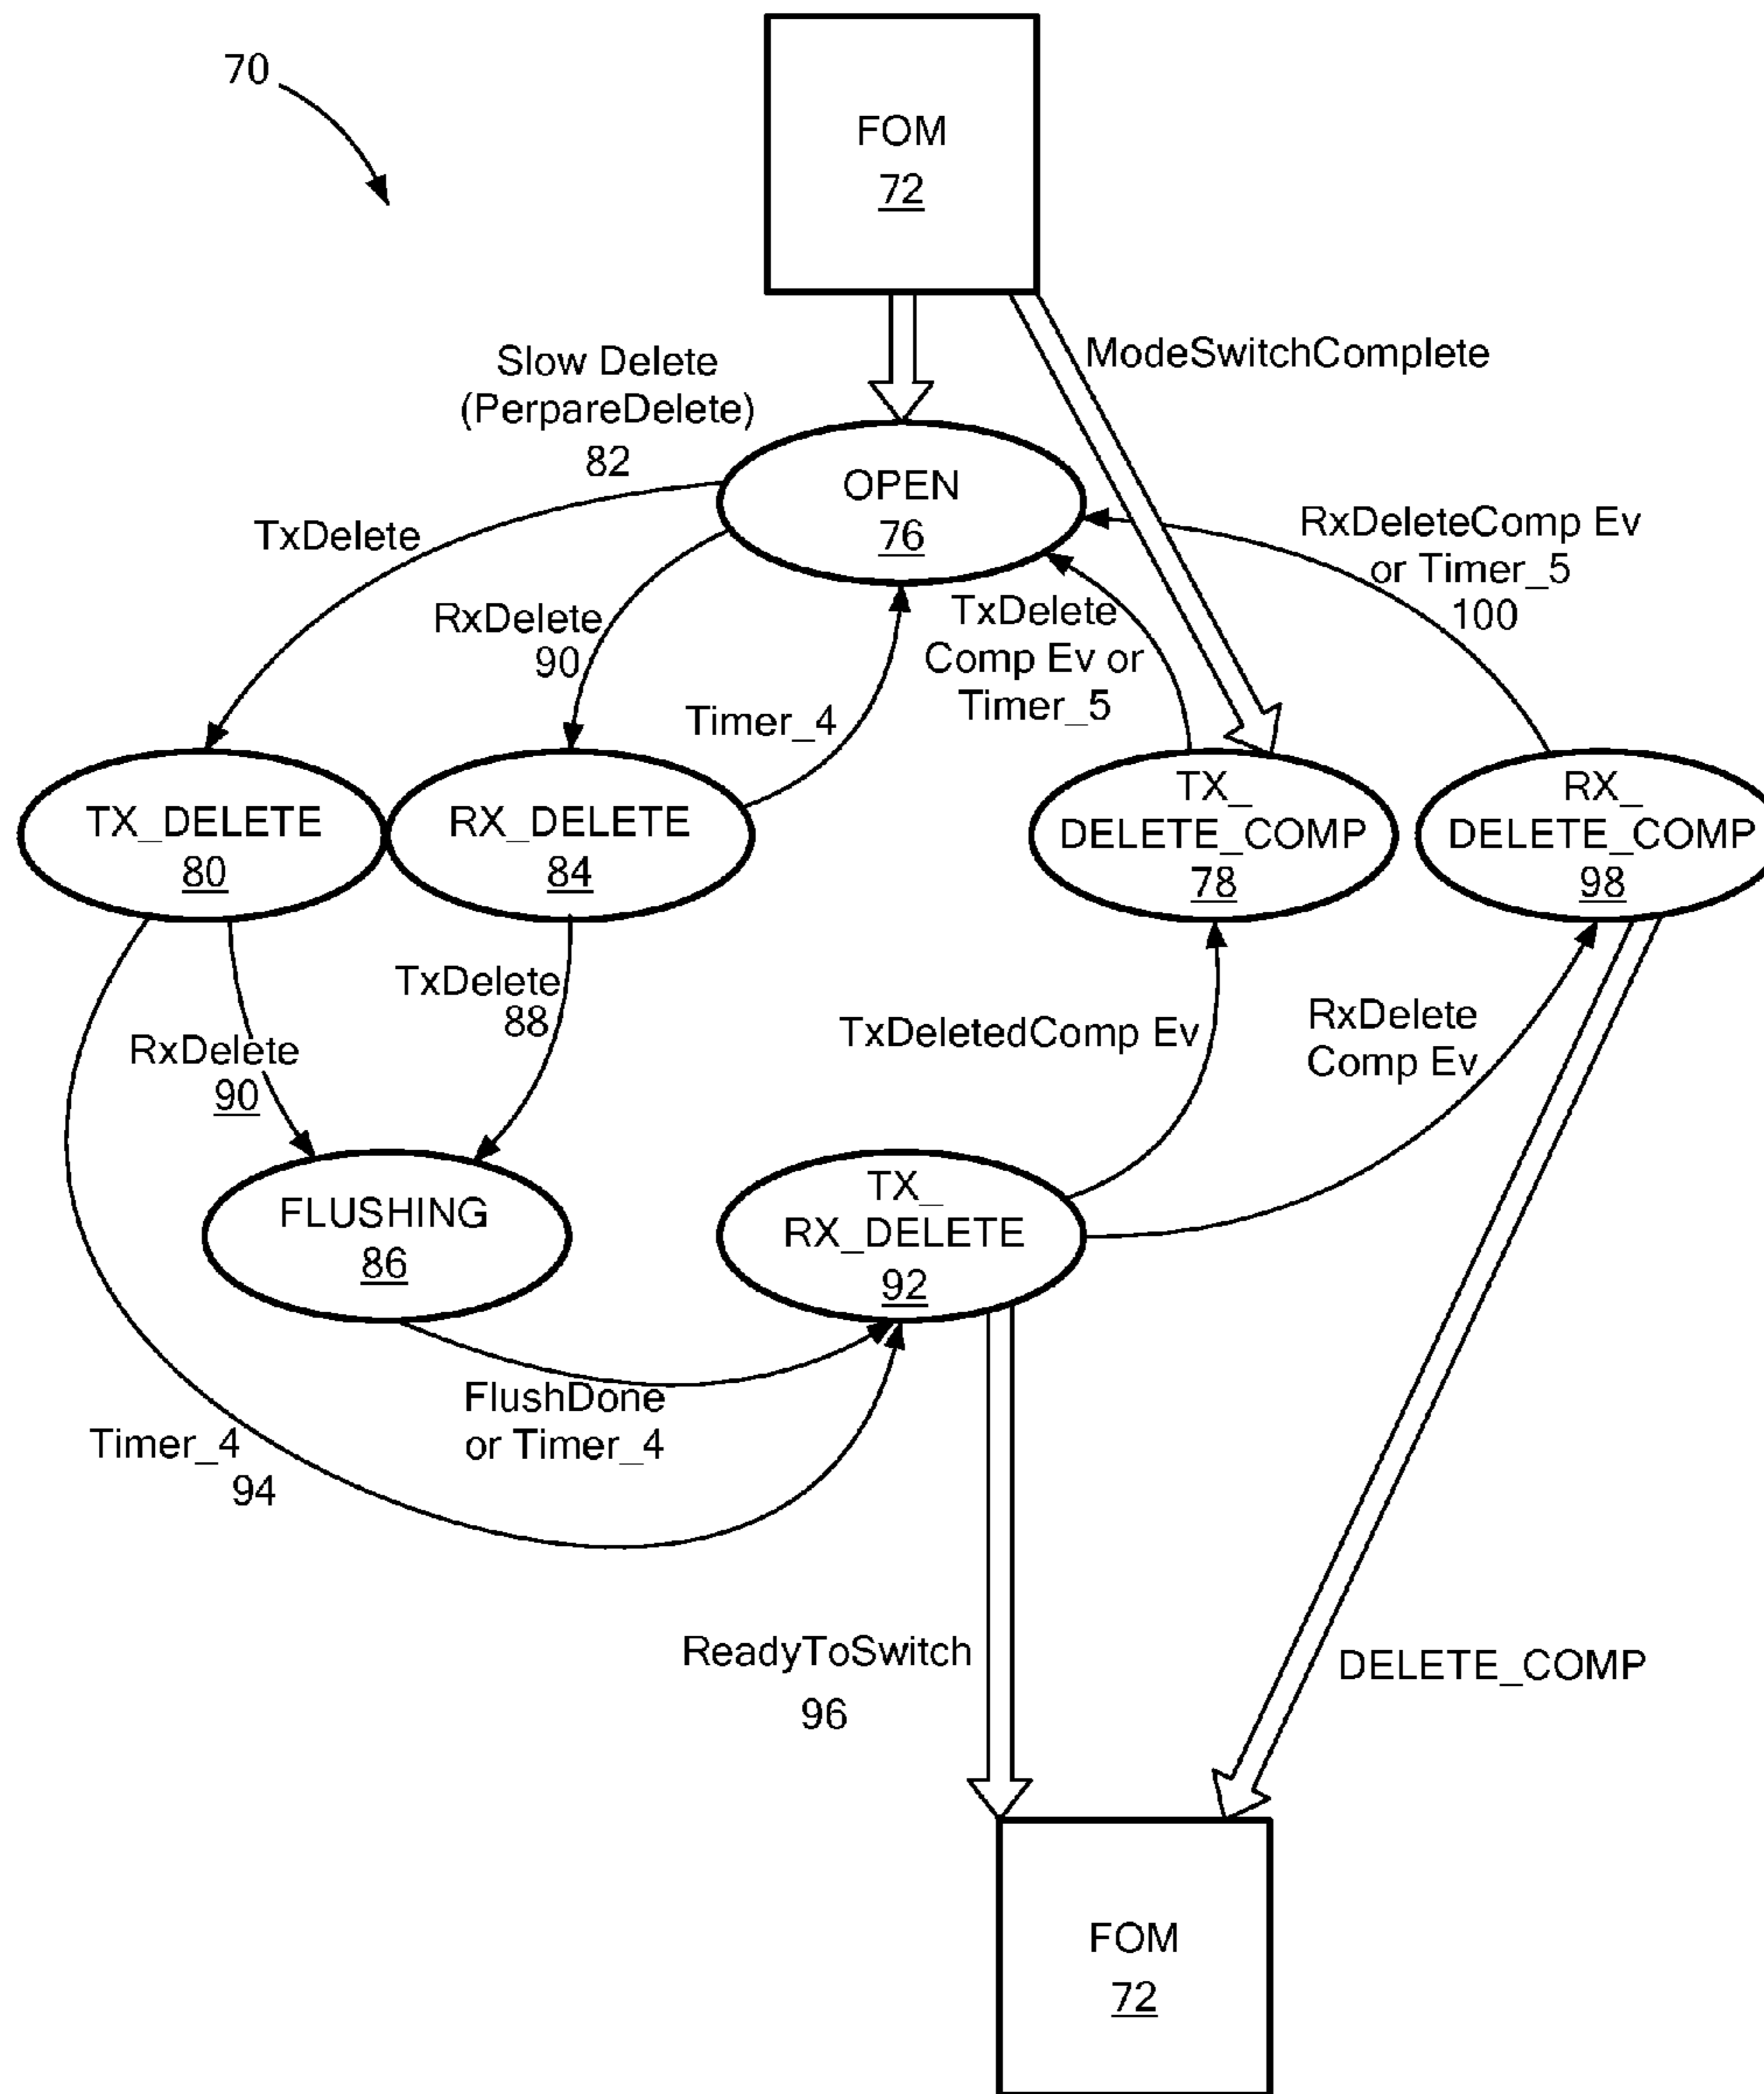 70
FOM
72
ModeSwitchComplete
Slow Delete
(PerpareDelete)
82
OPEN
76
TxDelete
RxDeleteComp Ev
or Timer_5
100
RxDelete
90
TxDelete
Comp Ev or
Timer_5
Timer_4
TX_DELETE
80
RX_DELETE
84
TX_
DELETE_COMP
78
RX_
DELETE_COMP
98
TxDelete
88
RxDelete
90
TxDeletedComp Ev
RxDelete
Comp Ev
FLUSHING
86
TX_
RX_DELETE
92
FlushDone
or Timer_4
Timer_4
94
ReadyToSwitch
96
DELETE_COMP
FOM
72